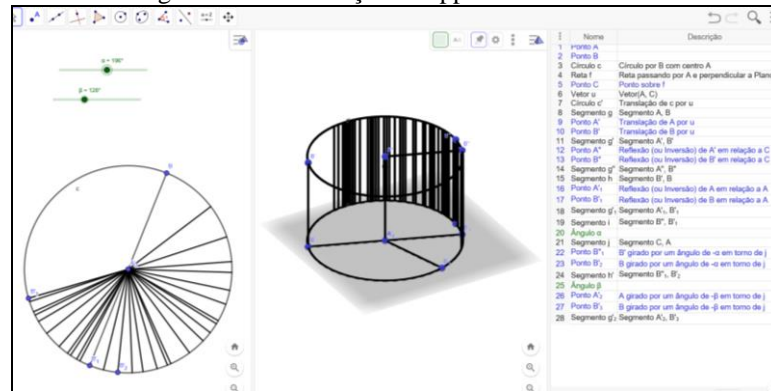 α = 196°
β = 128°
c
B
Nome
Descrição
1 Ponto A
2 Ponto B
3 Círculo c Círculo por B com centro A
4 Reta f Reta passando por A e perpendicular a Plano
5 Ponto C Ponto sobre f
6 Vetor u Vetor(A, C)
7 Círculo c' Translação de c por u
8 Segmento g Segmento A, B
9 Ponto A' Translação de A por u
10 Ponto B' Translação de B por u
11 Segmento g' Segmento A', B'
12 Ponto A'' Reflexão (ou Inversão) de A' em relação a C
13 Ponto B'' Reflexão (ou Inversão) de B' em relação a C
14 Segmento g'' Segmento A'', B''
15 Segmento h Segmento B', B
16 Ponto A'₁ Reflexão (ou Inversão) de A em relação a A
17 Ponto B'₁ Reflexão (ou Inversão) de B em relação a A
18 Segmento g'₁ Segmento A'₁, B'₁
19 Segmento i Segmento B'', B'₁
20 Ângulo α
21 Segmento j Segmento C, A
22 Ponto B''₁ B' girado por um ângulo de -α em torno de j
23 Ponto B'₂ B girado por um ângulo de -α em torno de j
24 Segmento h' Segmento B''₁, B'₂
25 Ângulo β
26 Ponto A'₂ A girado por um ângulo de -β em torno de j
27 Ponto B'₃ B girado por um ângulo de -β em torno de j
28 Segmento g'₂ Segmento A'₂, B'₃